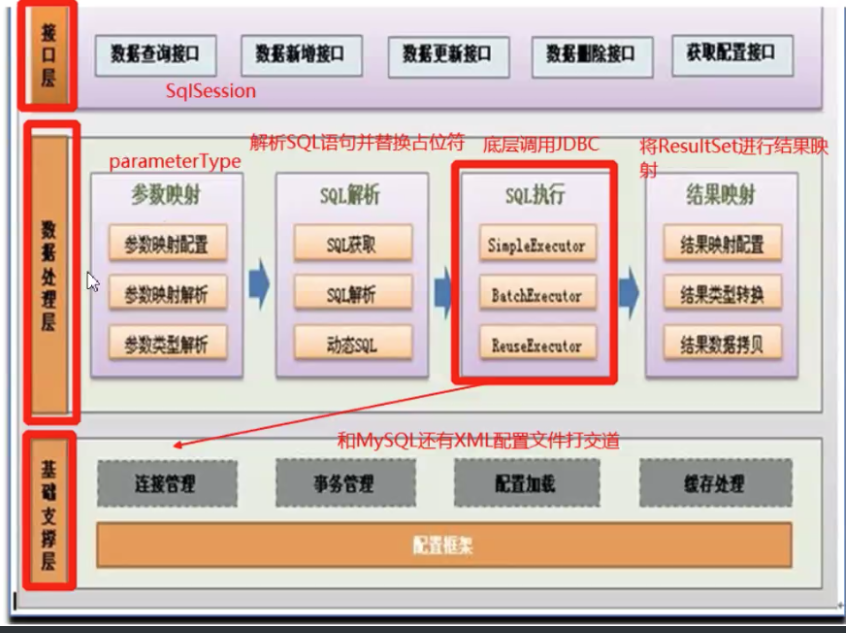 接口层
数据查询接口
数据新增接口
数据更新接口
数据删除接口
获取配置接口
SqlSession
数据处理层
parameterType
解析SQL语句并替换占位符
底层调用JDBC
将ResultSet进行结果映
射
参数映射
参数映射配置
参数映射解析
参数类型解析
SQL解析
SQL获取
SQL解析
动态SQL
SQL执行
SimpleExecutor
BatchExecutor
ReuseExecutor
结果映射
结果映射配置
结果类型转换
结果数据拷贝
和MySQL还有XML配置文件打交道
基础支撑层
连接管理
事务管理
配置加载
缓存处理
配置框架